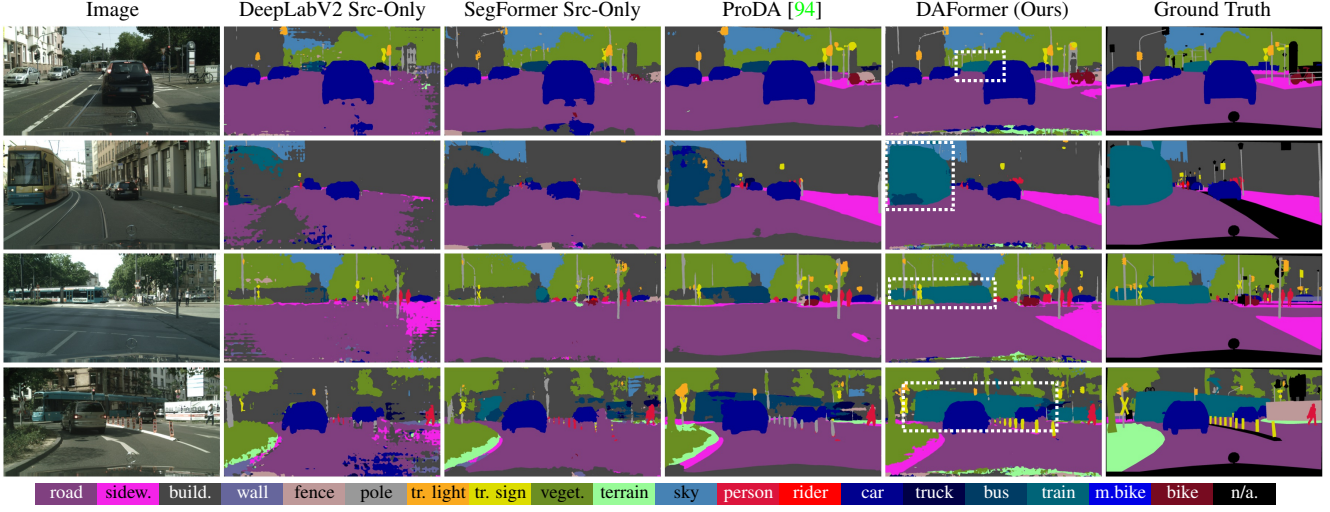 Image DeepLabV2 Src-Only SegFormer Src-Only ProDA [94] DAFormer (Ours) Ground Truth
road sidew. build. wall fence pole tr. light tr. sign veget. terrain sky person rider car truck bus train m.bike bike n/a.